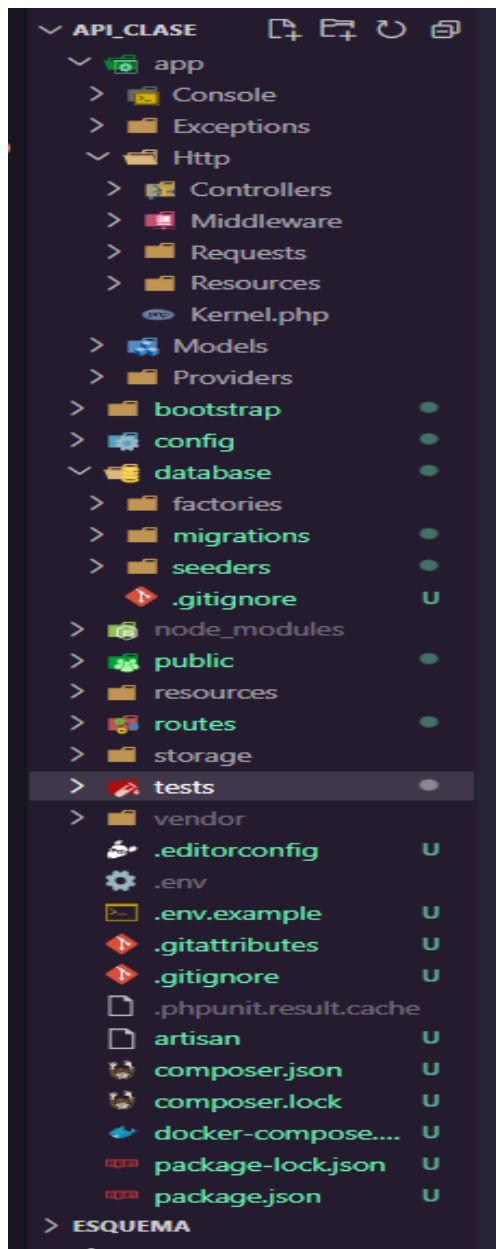 API_CLASE
app
Console
Exceptions
Http
Controllers
Middleware
Requests
Resources
Kernel.php
Models
Providers
bootstrap
config
database
factories
migrations
seeders
.gitignore U
node_modules
public
resources
routes
storage
tests
vendor
.editorconfig U
.env
.env.example U
.gitattributes U
.gitignore U
.phpunit.result.cache
artisan U
composer.json U
composer.lock U
docker-compose.... U
package-lock.json U
package.json U
ESQUEMA